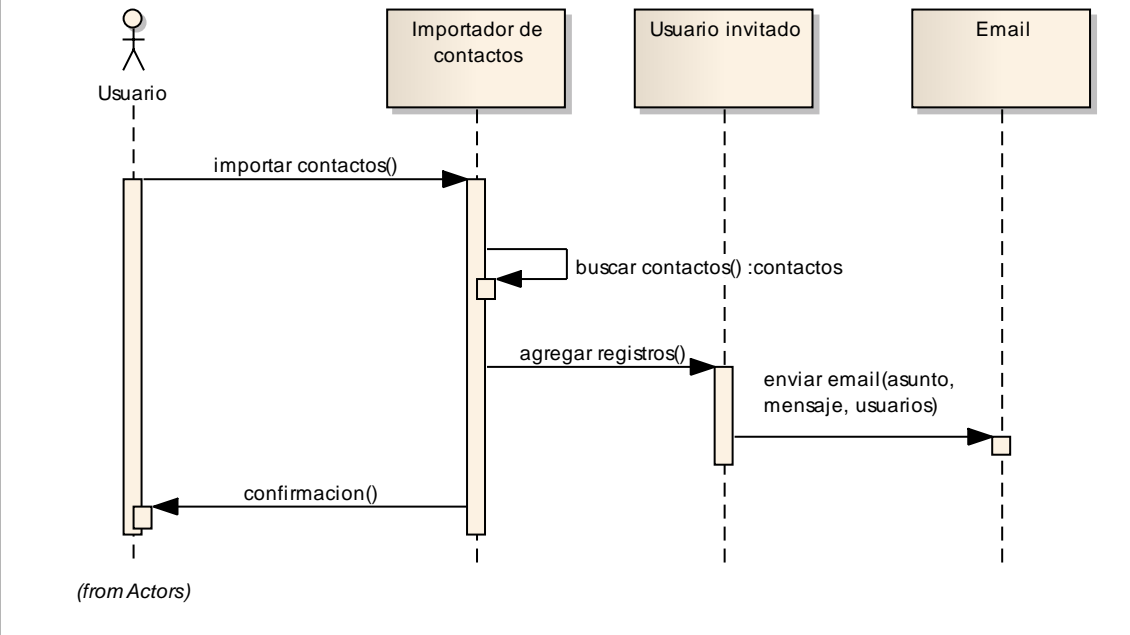 Usuario
Importador de
contactos
Usuario invitado
Email
importar contactos()
buscar contactos() :contactos
agregar registros()
enviar email(asunto,
mensaje, usuarios)
confirmacion()
(from Actors)